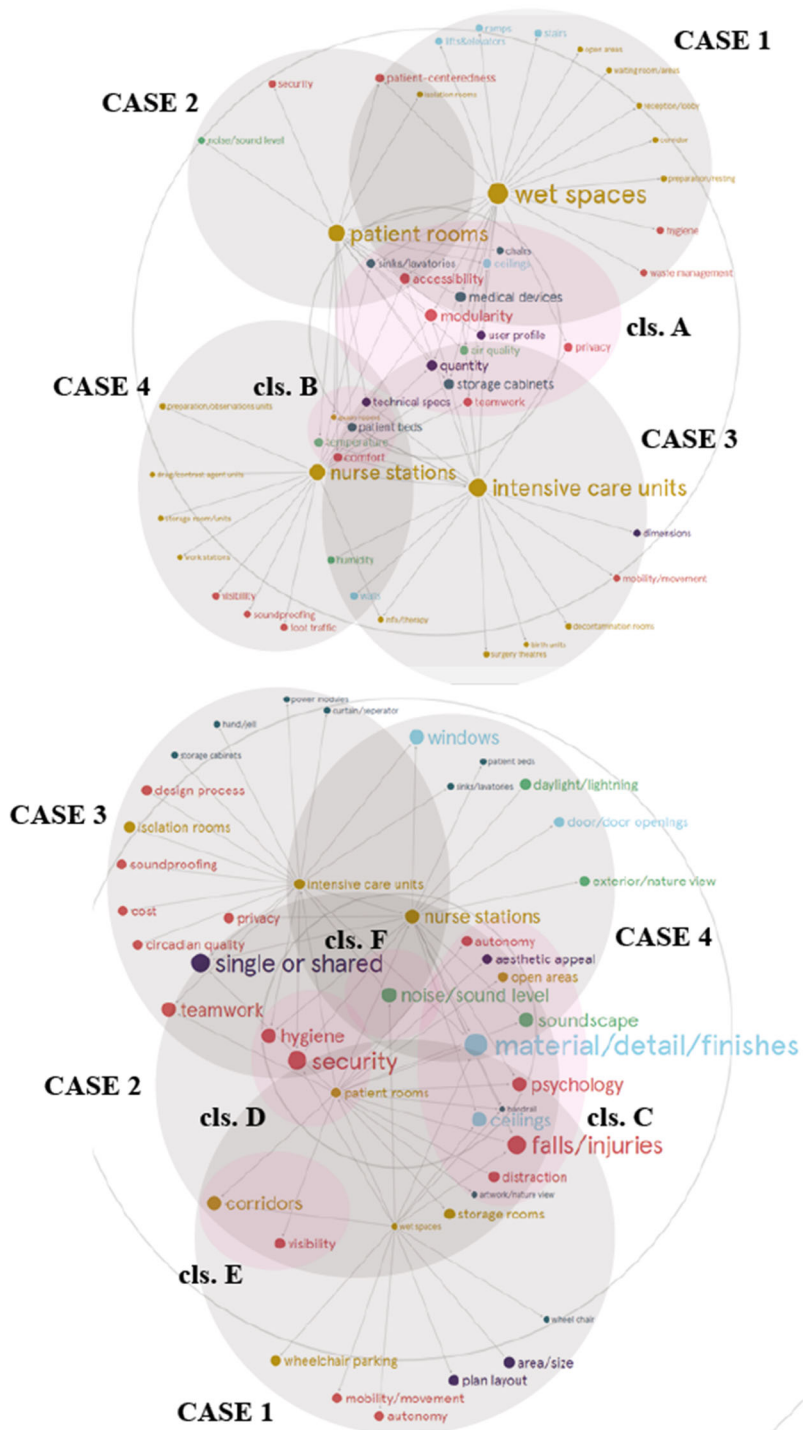 ramps
lifts&elevators
stairs
CASE 1
open areas
security
patient-centeredness
waiting room/areas
CASE 2
isolation rooms
reception/lobby
noise/sound level
corridor
preparation/resting
wet spaces
patient rooms
hygiene
chairs
sinks/lavatories
ceilings
waste management
accessibility
medical devices
modularity
cls. A
user profile
privacy
air quality
quantity
CASE 4
cls. B
storage cabinets
technical specs
teamwork
preparation/observations units
patient beds
CASE 3
temperature
comfort
nurse stations
drug/contrast agent units
intensive care units
storage room/units
dimensions
work stations
humidity
mobility/movement
visibility
walls
soundproofing
foot traffic
decontamination rooms
birth units
surgery theatres
power modules
curtain/seperator
hand/jell
windows
storage cabinets
patient beds
sinks/lavatories
daylight/lightning
design process
CASE 3
isolation rooms
door/door openings
soundproofing
intensive care units
exterior/nature view
cost
privacy
nurse stations
circadian quality
cls. F
autonomy
CASE 4
single or shared
aesthetic appeal
open areas
noise/sound level
teamwork
soundscape
hygiene
material/detail/finishes
security
CASE 2
psychology
patient rooms
handrail
cls. D
ceilings
cls. C
falls/injuries
distraction
artwork/nature view
corridors
storage rooms
wet spaces
visibility
cls. E
wheel chair
wheelchair parking
area/size
plan layout
mobility/movement
CASE 1
autonomy